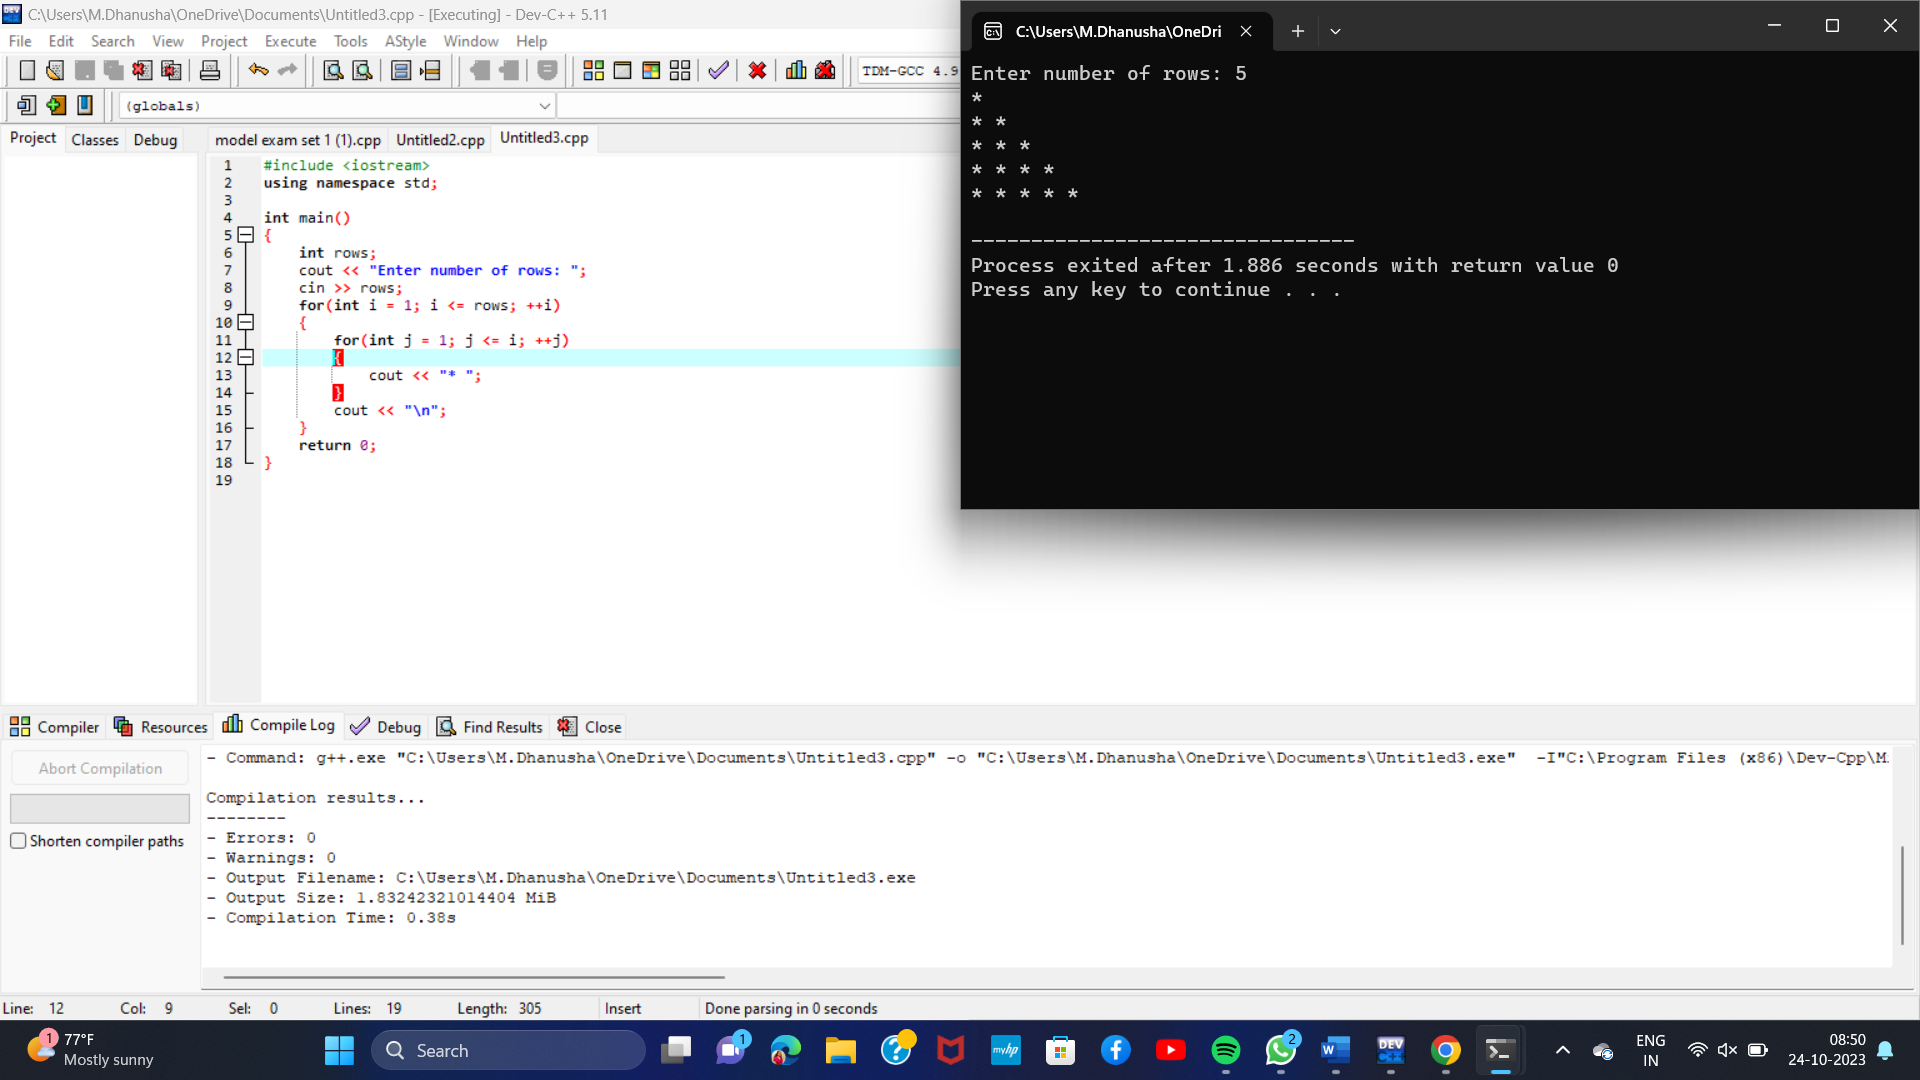 C:\Users\M.Dhanusha\OneDrive\Documents\Untitled3.cpp - [Executing] - Dev-C++ 5.11
File Edit Search View Project Execute Tools AStyle Window Help
TDM-GCC 4.9
(globals)
Project Classes Debug
model exam set 1 (1).cpp Untitled2.cpp Untitled3.cpp
1 #include <iostream>
2 using namespace std;
3
4 int main()
5 {
6 int rows;
7 cout << "Enter number of rows: ";
8 cin >> rows;
9 for(int i = 1; i <= rows; ++i)
10 {
11 for(int j = 1; j <= i; ++j)
12 {
13 cout << "* ";
14 }
15 cout << "\n";
16 }
17 return 0;
18 }
19
C:\Users\M.Dhanusha\OneDri
Enter number of rows: 5
*
* *
* * *
* * * *
* * * * *
--------------------------------
Process exited after 1.886 seconds with return value 0
Press any key to continue . . .
Compiler Resources Compile Log Debug Find Results Close
Abort Compilation
Shorten compiler paths
- Command: g++.exe "C:\Users\M.Dhanusha\OneDrive\Documents\Untitled3.cpp" -o "C:\Users\M.Dhanusha\OneDrive\Documents\Untitled3.exe" -I"C:\Program Files (x86)\Dev-Cpp\M
Compilation results...
--------
- Errors: 0
- Warnings: 0
- Output Filename: C:\Users\M.Dhanusha\OneDrive\Documents\Untitled3.exe
- Output Size: 1.83242321014404 MiB
- Compilation Time: 0.38s
Line: 12 Col: 9 Sel: 0 Lines: 19 Length: 305 Insert Done parsing in 0 seconds
1
77°F
Mostly sunny
Search
1
myhp
2
W
DEV
C++
ENG
IN
08:50
24-10-2023